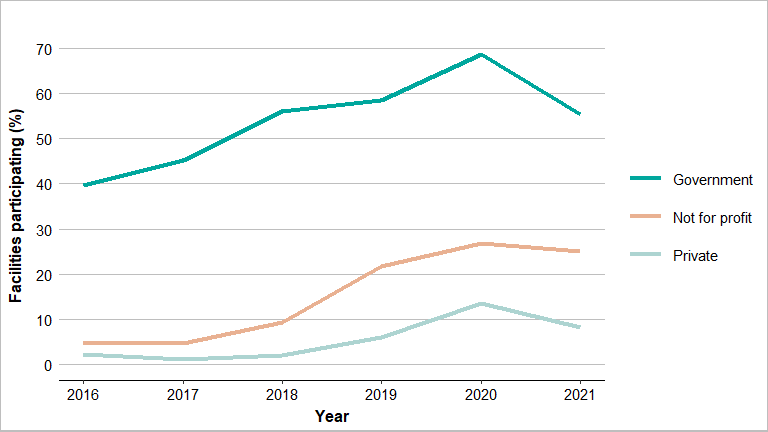 Facilities participating (%)
70
60
50
40
30
20
10
0
2016 2017 2018 2019 2020 2021
Year
Government
Not for profit
Private